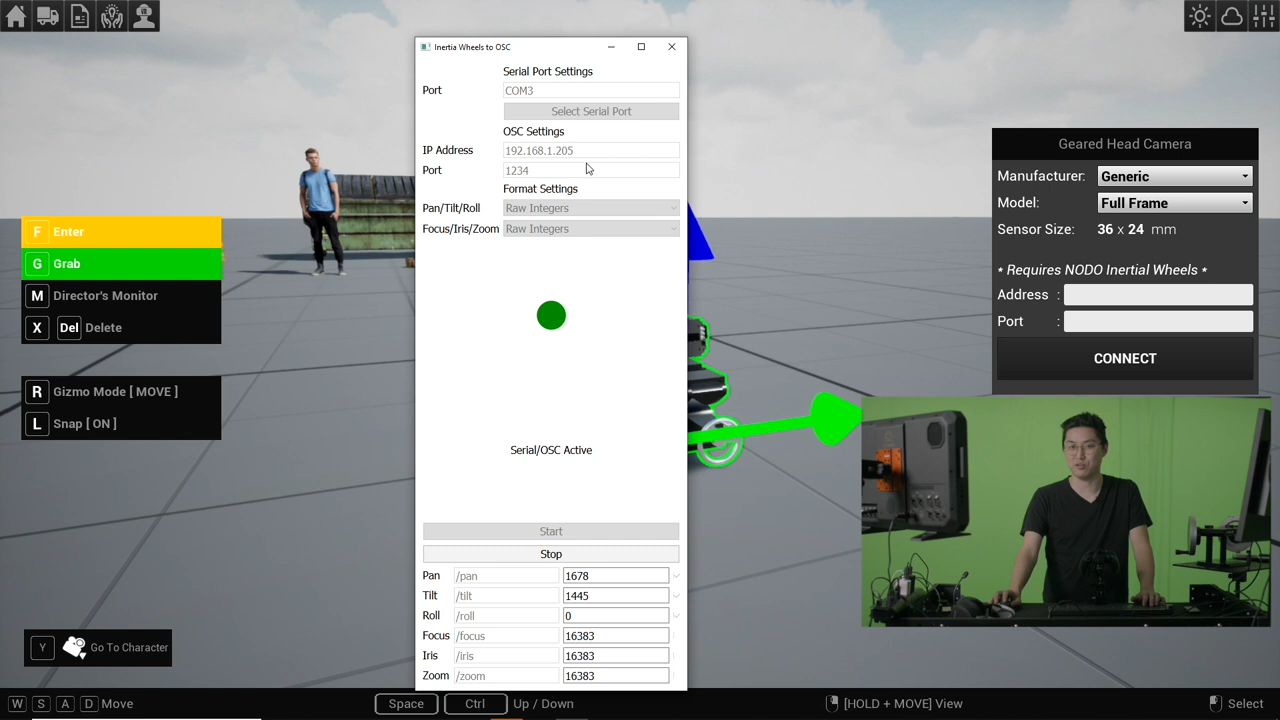 Inertia Wheels to OSC
Serial Port Settings
Port COM3
Select Serial Port
OSC Settings
IP Address 192.168.1.205
Port 1234
Format Settings
Pan/Tilt/Roll Raw Integers
Focus/Iris/Zoom Raw Integers
Serial/OSC Active
Start
Stop
Pan /pan 1678
Tilt /tilt 1445
Roll /roll 0
Focus /focus 16383
Iris /iris 16383
Zoom /zoom 16383
F Enter
G Grab
M Director's Monitor
X Del Delete
R Gizmo Mode [ MOVE ]
L Snap [ ON ]
Y Go To Character
Geared Head Camera
Manufacturer: Generic
Model: Full Frame
Sensor Size: 36 x 24 mm
* Requires NODO Inertial Wheels *
Address :
Port :
CONNECT
W S A D Move
Space Ctrl Up / Down
[HOLD + MOVE] View
Select